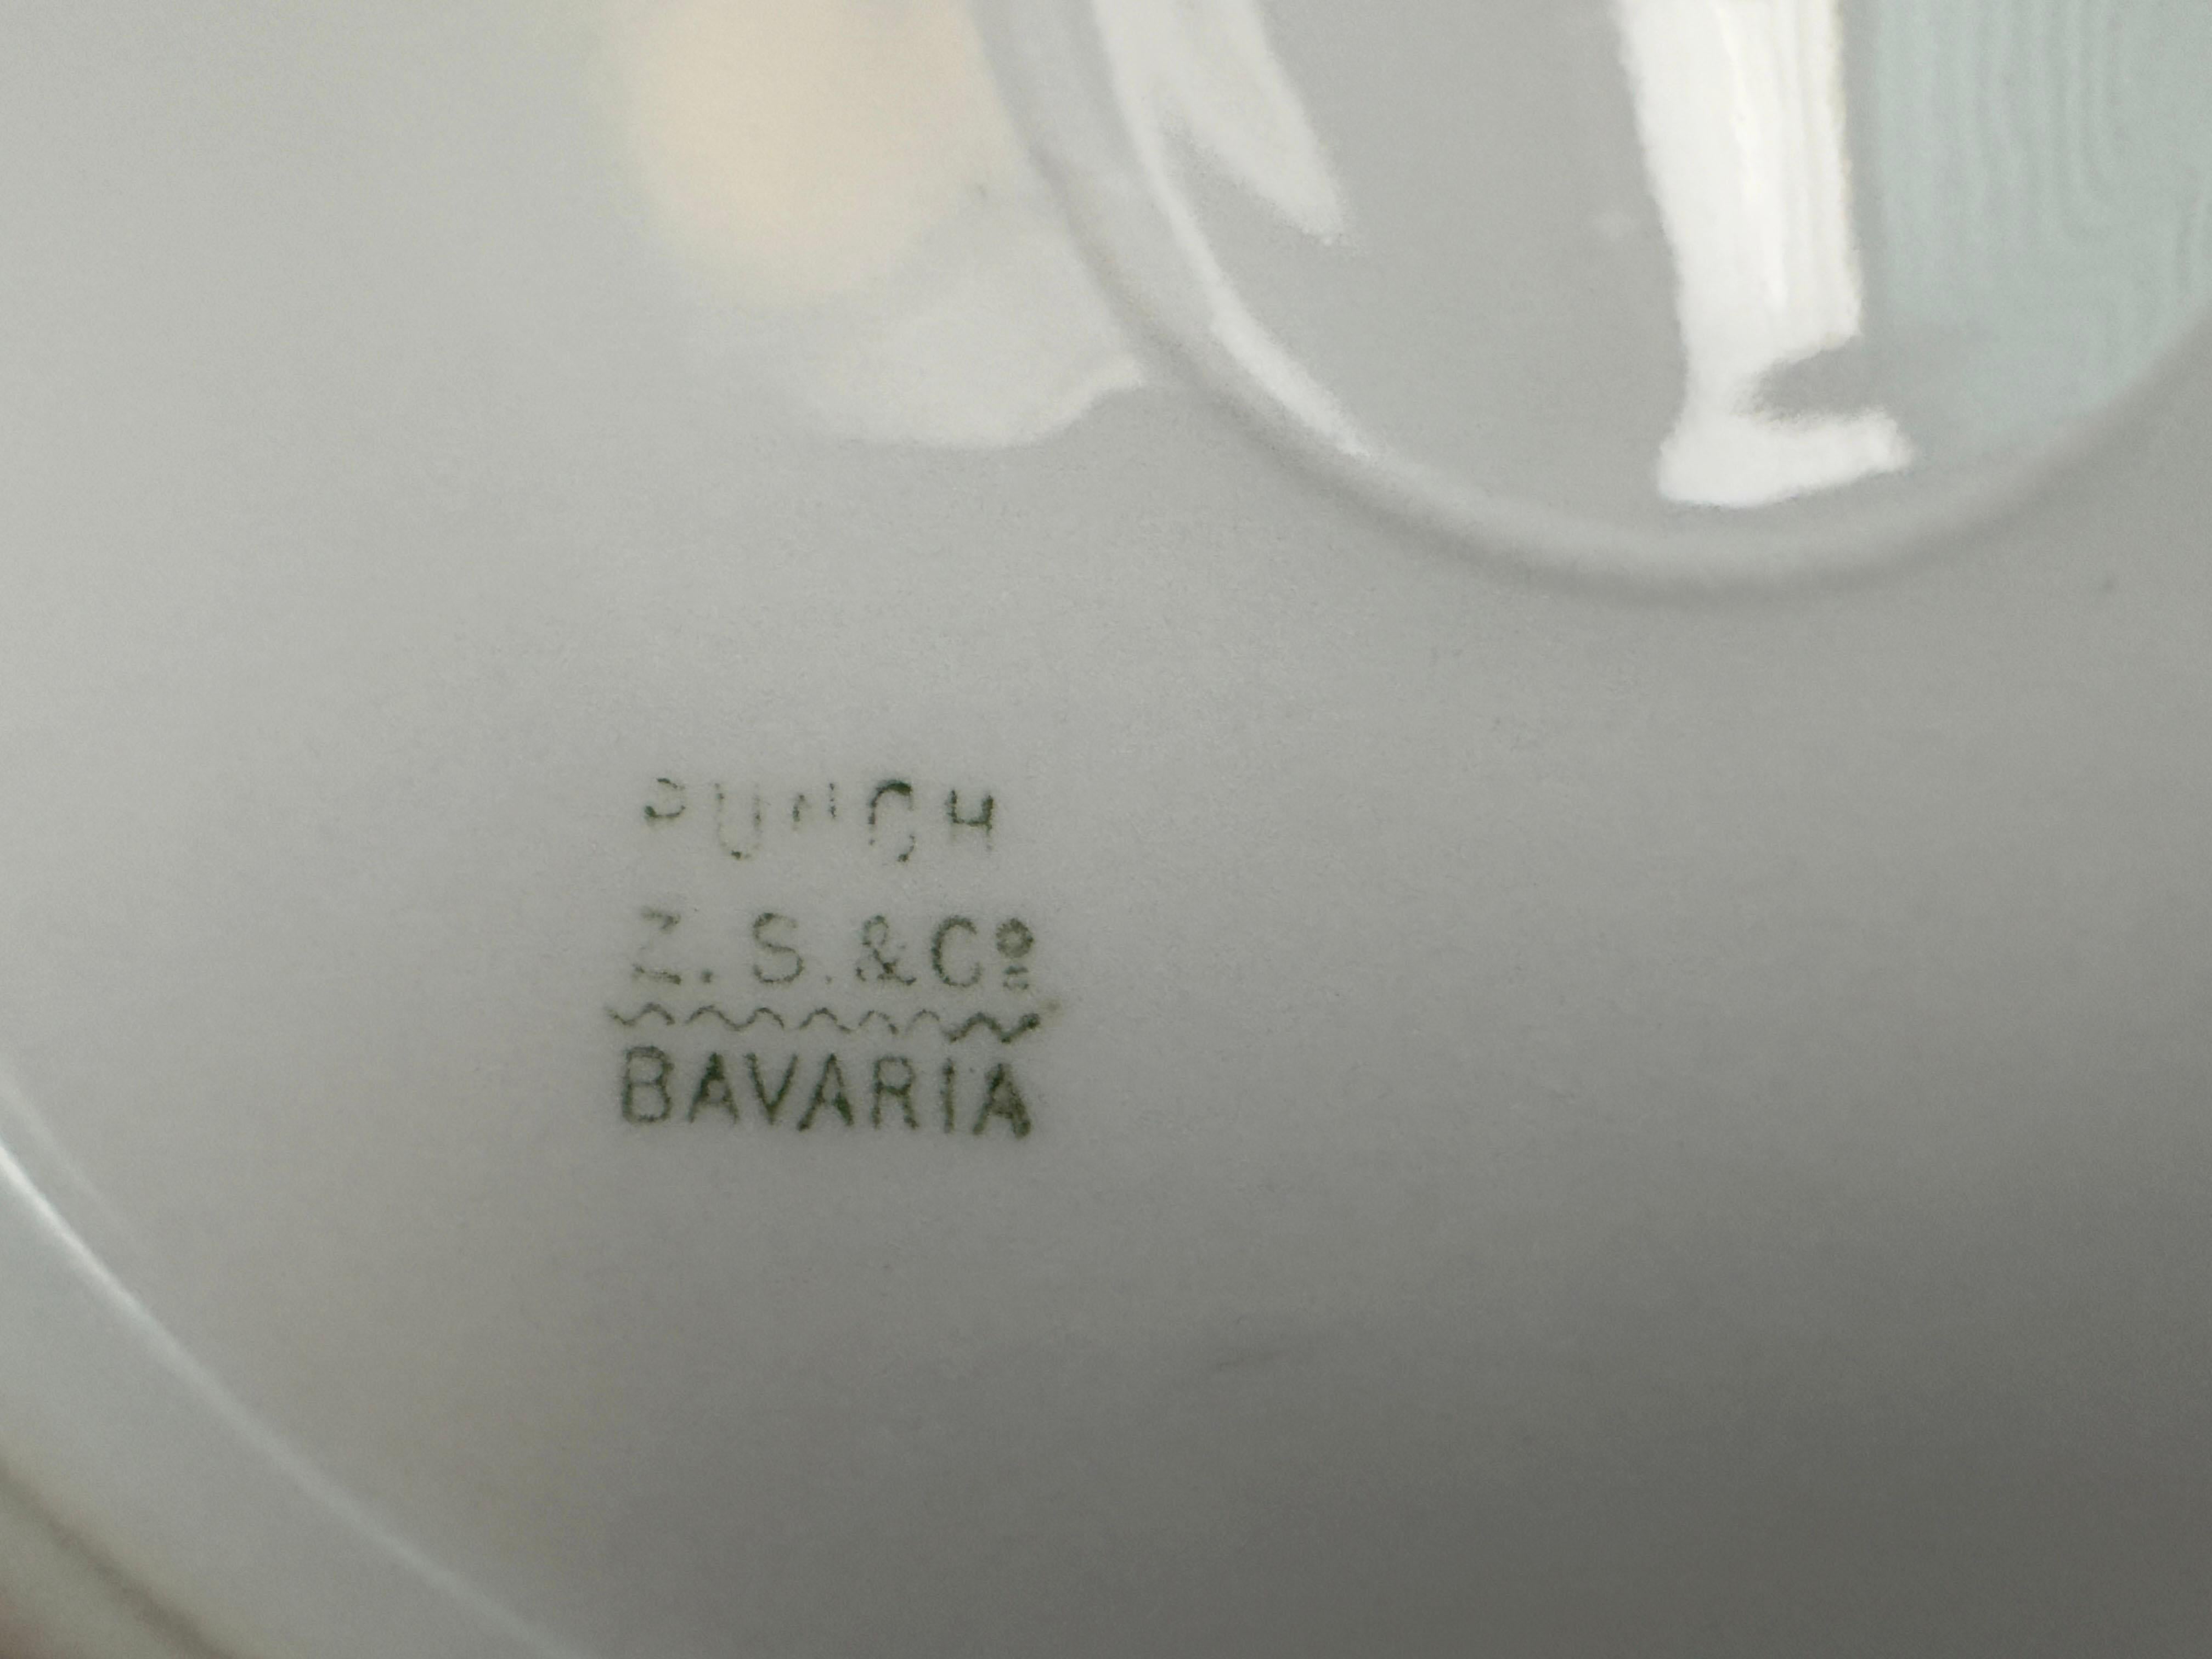 PUNCH
Z. S. & Cº
BAVARIA